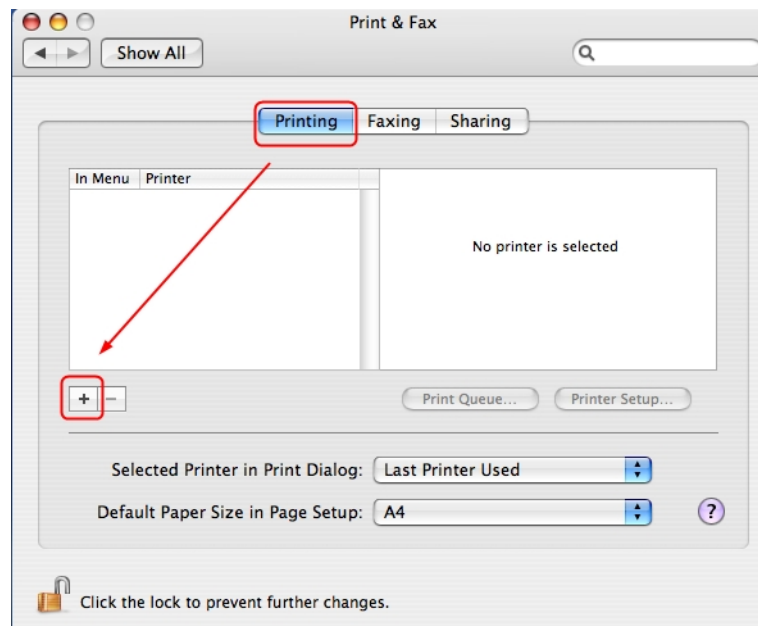 Print & Fax
Show All
Printing Faxing Sharing
In Menu Printer
No printer is selected
+ −
Print Queue... Printer Setup...
Selected Printer in Print Dialog: Last Printer Used
Default Paper Size in Page Setup: A4 ?
Click the lock to prevent further changes.